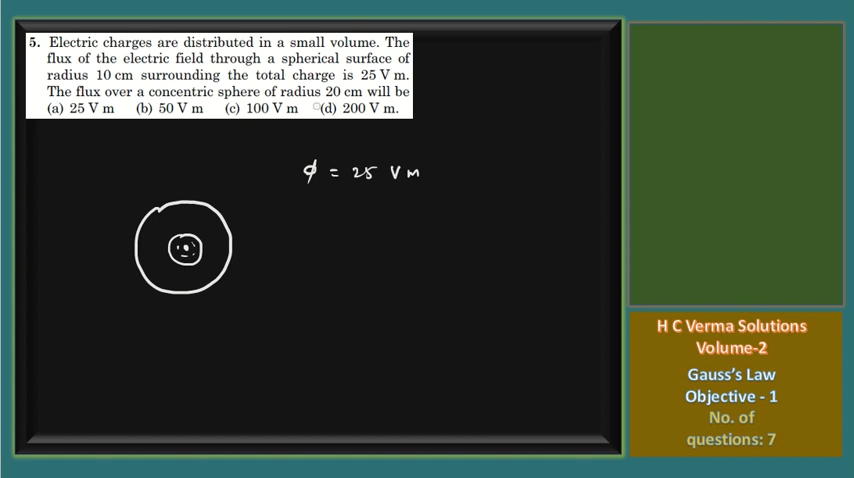 5. Electric charges are distributed in a small volume. The
flux of the electric field through a spherical surface of
radius 10 cm surrounding the total charge is 25 V m.
The flux over a concentric sphere of radius 20 cm will be
(a) 25 V m (b) 50 V m (c) 100 V m (d) 200 V m.
ϕ = 25 V m
H C Verma Solutions
Volume-2
Gauss's Law
Objective - 1
No. of
questions: 7